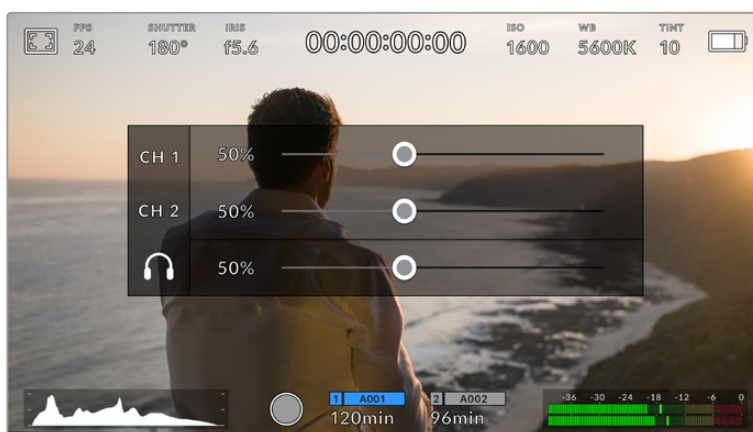 FPS SHUTTER IRIS ISO WB TINT
24 180° f5.6 00:00:00:00 1600 5600K 10
CH 1 50%
CH 2 50%
50%
1 A001 2 A002
120min 96min
-36 -30 -24 -18 -12 -6 0